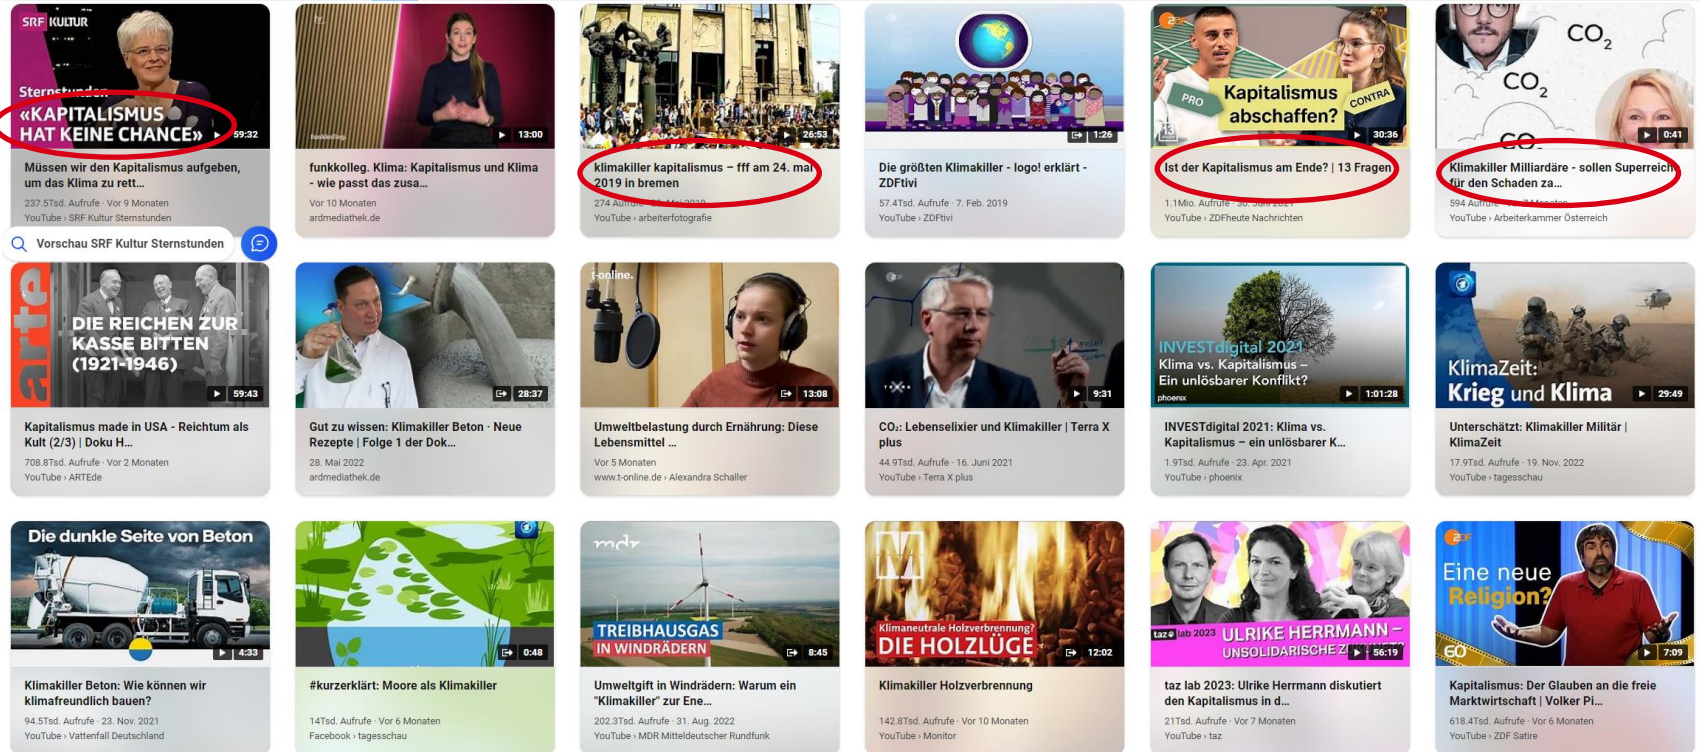 SRF KULTUR
Sternstunden
«KAPITALISMUS
HAT KEINE CHANCE»
59:32
Müssen wir den Kapitalismus aufgeben,
um das Klima zu rett...
237.5Tsd. Aufrufe · Vor 9 Monaten
YouTube › SRF Kultur Sternstunden
funkkolleg.
13:00
funkkolleg. Klima: Kapitalismus und Klima
- wie passt das zusa...
Vor 10 Monaten
ardmediathek.de
26:53
klimakiller kapitalismus – fff am 24. mai
2019 in bremen
274 Aufrufe · Mai 2019
YouTube › arbeiterfotografie
1:26
Die größten Klimakiller - logo! erklärt -
ZDFtivi
57.4Tsd. Aufrufe · 7. Feb. 2019
YouTube › ZDFtivi
PRO
Kapitalismus
abschaffen?
CONTRA
13
30:36
Ist der Kapitalismus am Ende? | 13 Fragen
1.1Mio. Aufrufe · 30. Juni 2021
YouTube › ZDFheute Nachrichten
CO2
CO2
CO2
0:41
Klimakiller Milliardäre - sollen Superreich
für den Schaden za...
594 Aufrufe · Monaten
YouTube › Arbeiterkammer Österreich
Vorschau SRF Kultur Sternstunden
arte
DIE REICHEN ZUR
KASSE BITTEN
(1921-1946)
59:43
Kapitalismus made in USA - Reichtum als
Kult (2/3) | Doku H...
708.8Tsd. Aufrufe · Vor 2 Monaten
YouTube › ARTEde
28:37
Gut zu wissen: Klimakiller Beton · Neue
Rezepte | Folge 1 der Dok...
28. Mai 2022
ardmediathek.de
t-online.
13:08
Umweltbelastung durch Ernährung: Diese
Lebensmittel ...
Vor 5 Monaten
www.t-online.de › Alexandra Schaller
9:31
CO₂: Lebenselixier und Klimakiller | Terra X
plus
44.9Tsd. Aufrufe · 16. Juni 2021
YouTube › Terra X plus
INVESTdigital 2021
Klima vs. Kapitalismus –
Ein unlösbarer Konflikt?
phoenix
1:01:28
INVESTdigital 2021: Klima vs.
Kapitalismus – ein unlösbarer K...
1.9Tsd. Aufrufe · 23. Apr. 2021
YouTube › phoenix
KlimaZeit:
Krieg und Klima
29:49
Unterschätzt: Klimakiller Militär |
KlimaZeit
17.9Tsd. Aufrufe · 19. Nov. 2022
YouTube › tagesschau
Die dunkle Seite von Beton
4:33
Klimakiller Beton: Wie können wir
klimafreundlich bauen?
94.5Tsd. Aufrufe · 23. Nov. 2021
YouTube › Vattenfall Deutschland
0:48
#kurzerklärt: Moore als Klimakiller
14Tsd. Aufrufe · Vor 6 Monaten
Facebook › tagesschau
mdr
TREIBHAUSGAS
IN WINDRÄDERN
8:45
Umweltgift in Windrädern: Warum ein
"Klimakiller" zur Ene...
202.3Tsd. Aufrufe · 31. Aug. 2022
YouTube › MDR Mitteldeutscher Rundfunk
M
Klimaneutrale Holzverbrennung?
DIE HOLZLÜGE
12:02
Klimakiller Holzverbrennung
142.8Tsd. Aufrufe · Vor 10 Monaten
YouTube › Monitor
taz lab 2023
ULRIKE HERRMANN –
UNSOLIDARISCHE
56:19
taz lab 2023: Ulrike Herrmann diskutiert
den Kapitalismus in d...
21Tsd. Aufrufe · Vor 7 Monaten
YouTube › taz
ZDF
Eine neue
Religion?
60
7:09
Kapitalismus: Der Glauben an die freie
Marktwirtschaft | Volker Pi...
618.4Tsd. Aufrufe · Vor 6 Monaten
YouTube › ZDF Satire